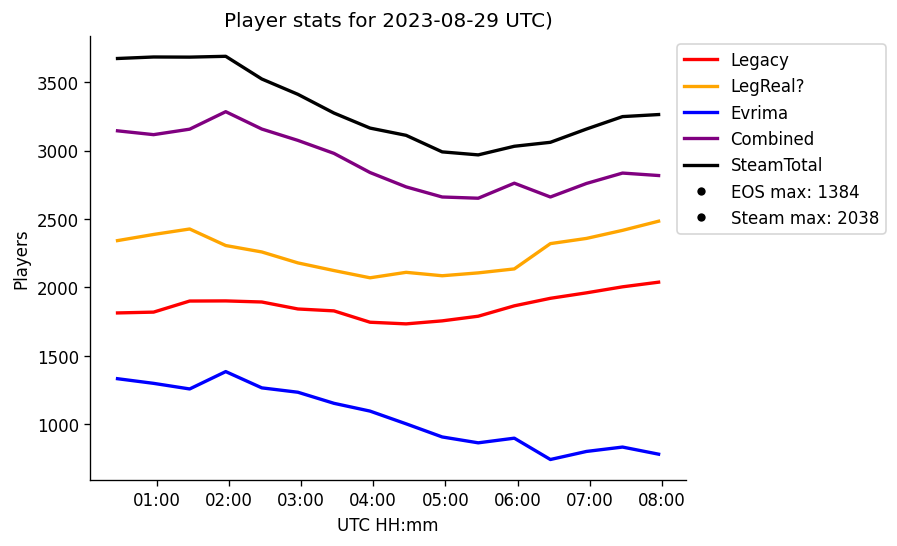 Player stats for 2023-08-29 UTC)
Legacy
LegReal?
Evrima
Combined
SteamTotal
EOS max: 1384
Steam max: 2038
Players
3500
3000
2500
2000
1500
1000
01:00 02:00 03:00 04:00 05:00 06:00 07:00 08:00
UTC HH:mm